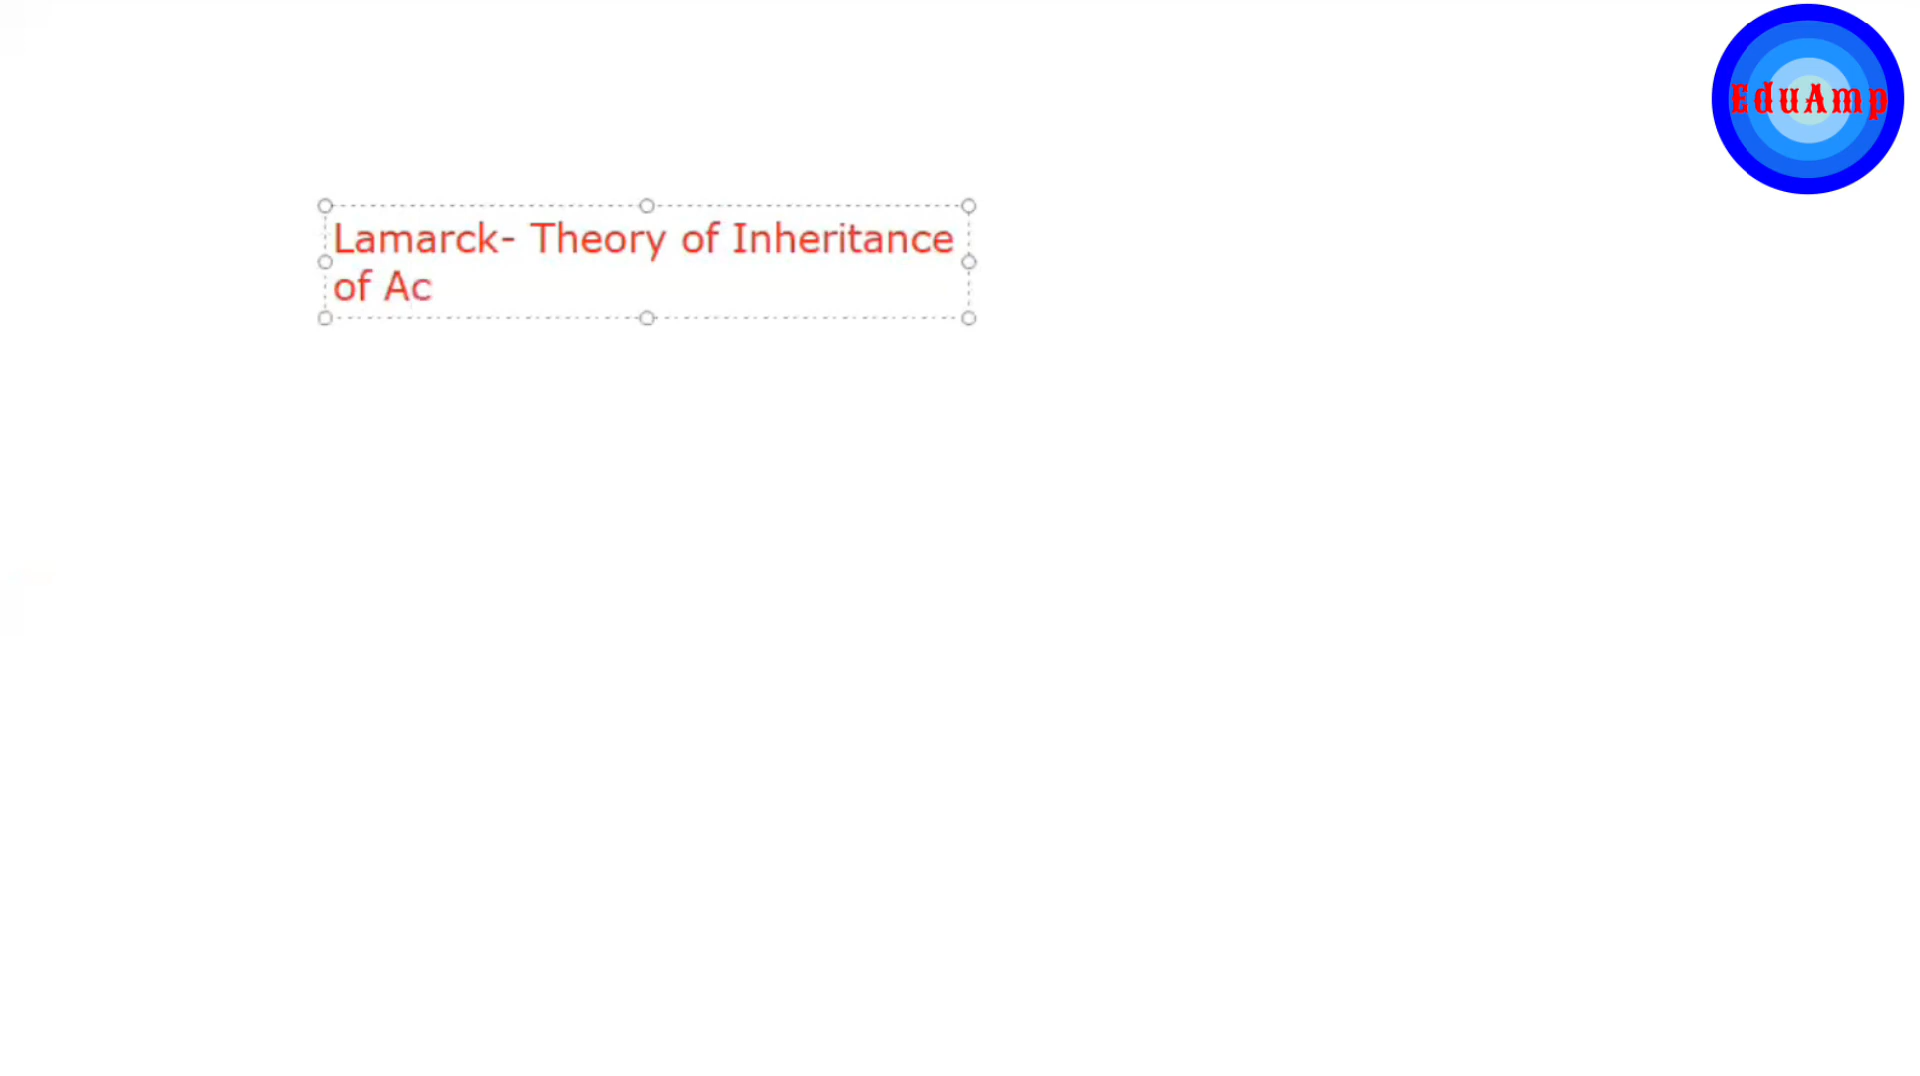 EduAmp
Lamarck- Theory of Inheritance
of Ac